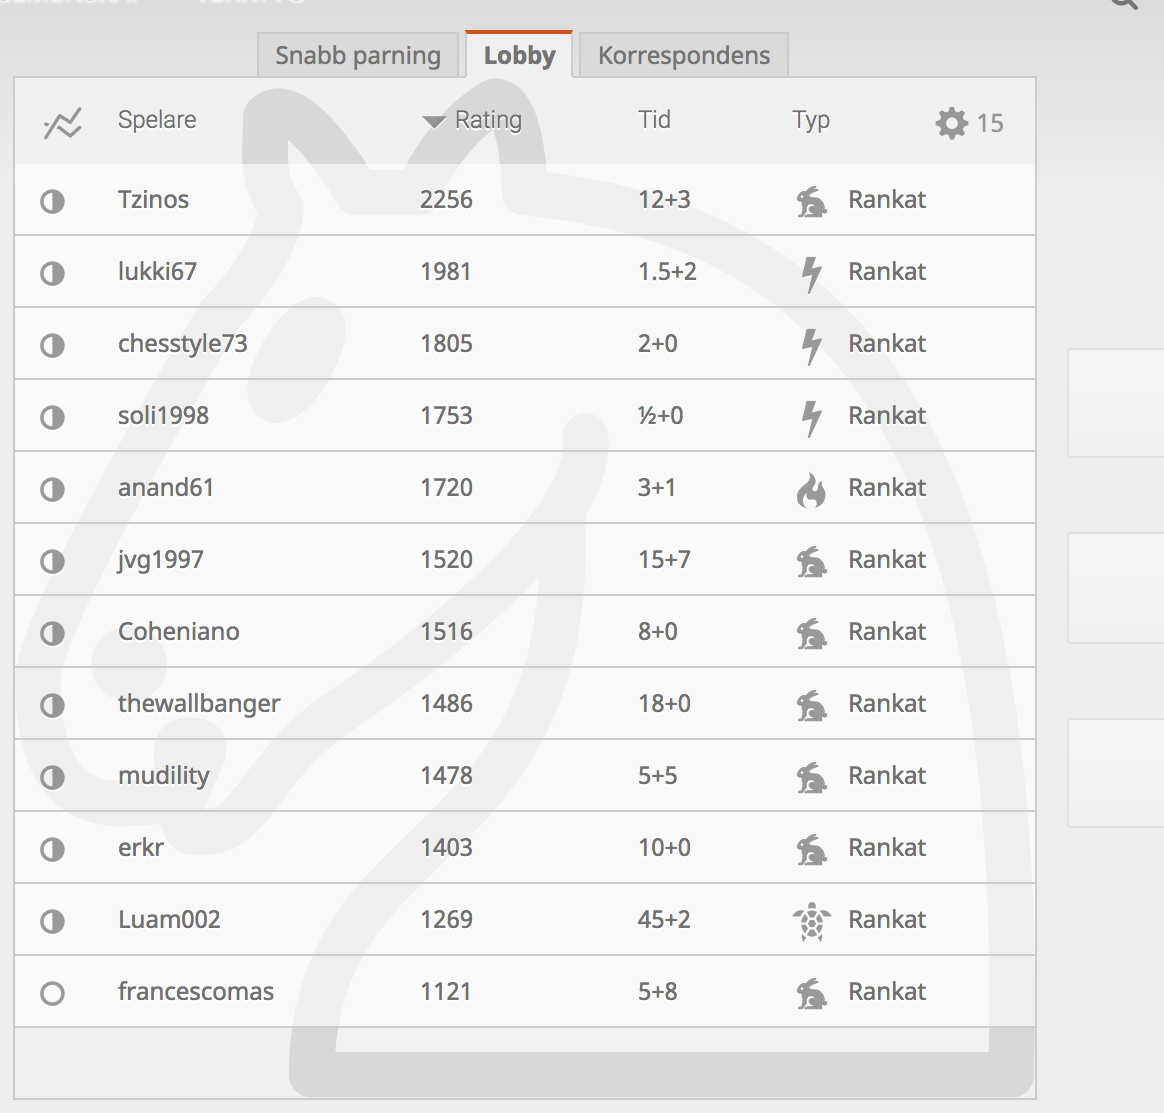 Snabb parning Lobby Korrespondens
Spelare Rating Tid Typ 15
Tzinos 2256 12+3 Rankat
lukki67 1981 1.5+2 Rankat
chesstyle73 1805 2+0 Rankat
soli1998 1753 ½+0 Rankat
anand61 1720 3+1 Rankat
jvg1997 1520 15+7 Rankat
Coheniano 1516 8+0 Rankat
thewallbanger 1486 18+0 Rankat
mudility 1478 5+5 Rankat
erkr 1403 10+0 Rankat
Luam002 1269 45+2 Rankat
francescomas 1121 5+8 Rankat